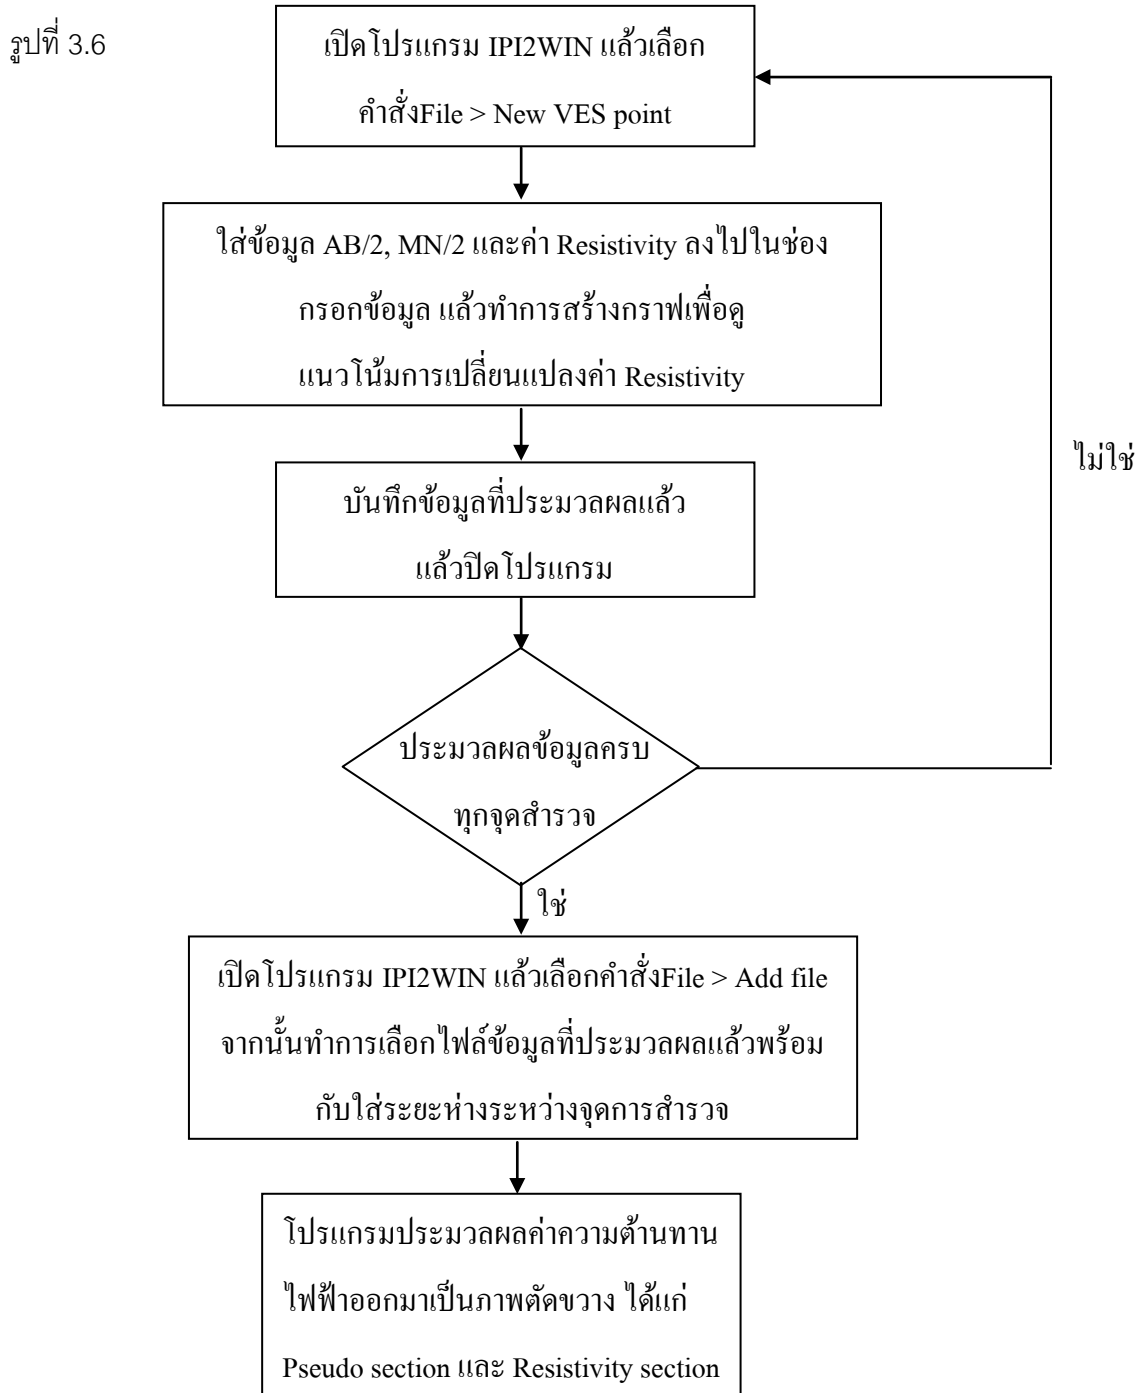 รูปที่ 3.6
เปิดโปรแกรม IPI2WIN แล้วเลือก
คำสั่งFile > New VES point
ใส่ข้อมูล AB/2, MN/2 และค่า Resistivity ลงไปในช่อง
กรอกข้อมูล แล้วทำการสร้างกราฟเพื่อดู
แนวโน้มการเปลี่ยนแปลงค่า Resistivity
ไม่ใช่
บันทึกข้อมูลที่ประมวลผลแล้ว
แล้วปิดโปรแกรม
ประมวลผลข้อมูลครบ
ทุกจุดสำรวจ
ใช่
เปิดโปรแกรม IPI2WIN แล้วเลือกคำสั่งFile > Add file
จากนั้นทำการเลือกไฟล์ข้อมูลที่ประมวลผลแล้วพร้อม
กับใส่ระยะห่างระหว่างจุดการสำรวจ
โปรแกรมประมวลผลค่าความต้านทาน
ไฟฟ้าออกมาเป็นภาพตัดขวาง ได้แก่
Pseudo section และ Resistivity section